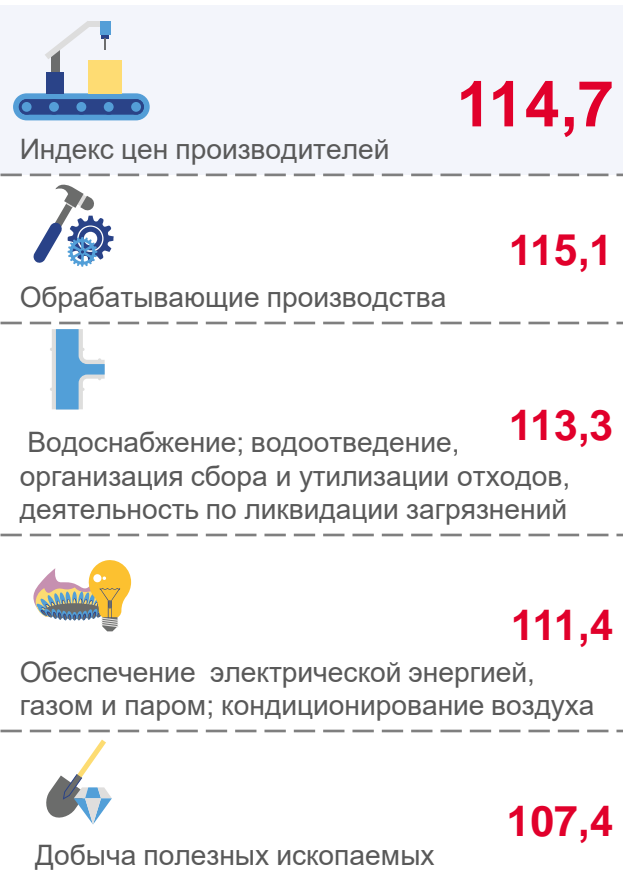 114,7
Индекс цен производителей
115,1
Обрабатывающие производства
113,3
Водоснабжение; водоотведение,
организация сбора и утилизации отходов,
деятельность по ликвидации загрязнений
111,4
Обеспечение электрической энергией,
газом и паром; кондиционирование воздуха
107,4
Добыча полезных ископаемых